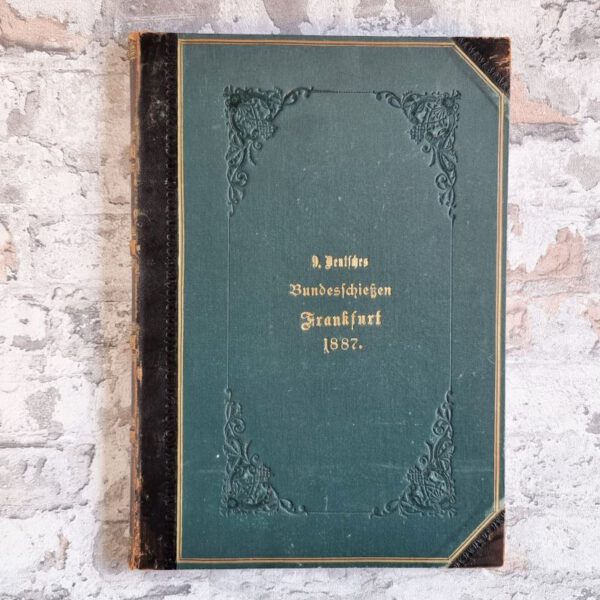 9. Deutsches
Bundesschießen
Frankfurt
1887.